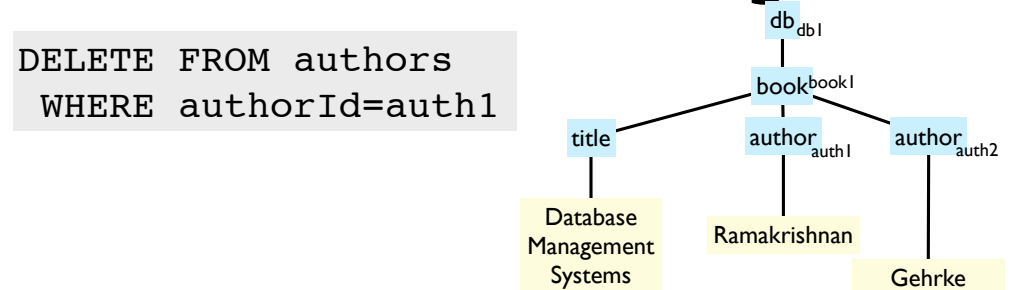 DELETE FROM authors
WHERE authorId=auth1
db db1
book book1
title
author auth1
author auth2
Database
Management
Systems
Ramakrishnan
Gehrke